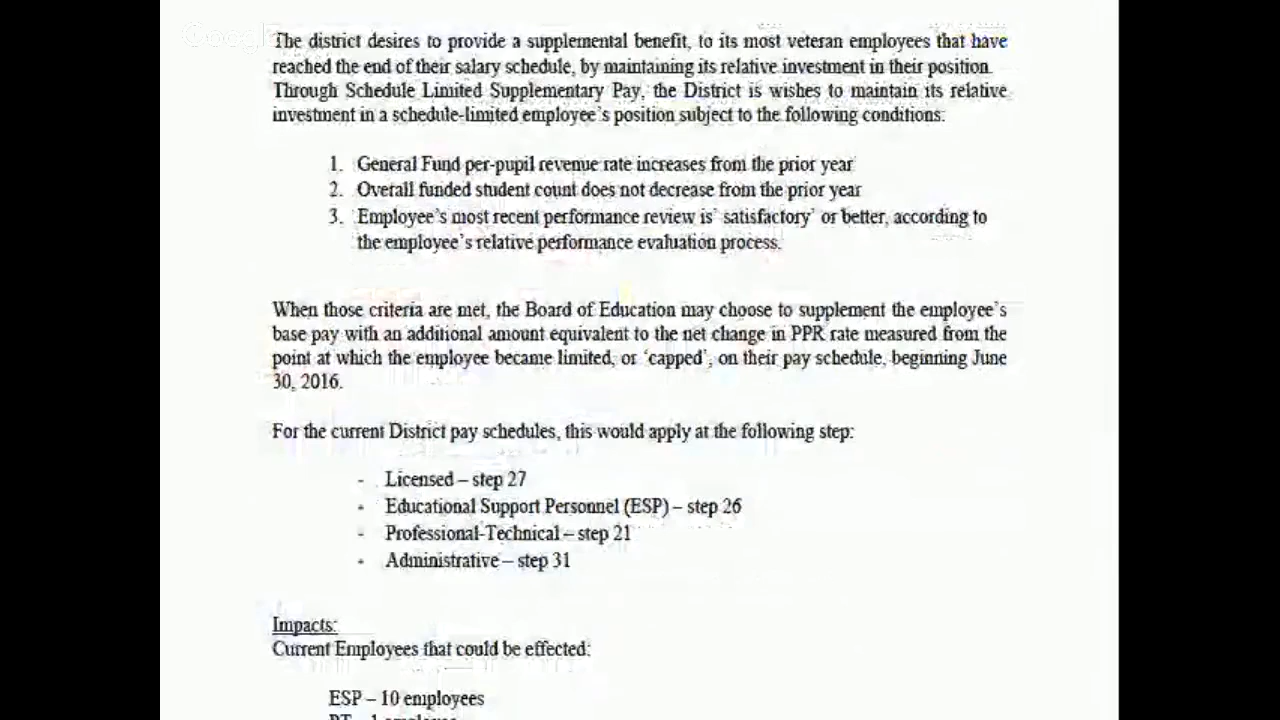 Google
The district desires to provide a supplemental benefit, to its most veteran employees that have
reached the end of their salary schedule, by maintaining its relative investment in their position
Through Schedule Limited Supplementary Pay, the District is wishes to maintain its relative
investment in a schedule-limited employee's position subject to the following conditions:
1. General Fund per-pupil revenue rate increases from the prior year
2. Overall funded student count does not decrease from the prior year
3. Employee's most recent performance review is' satisfactory' or better, according to
the employee's relative performance evaluation process.
When those criteria are met, the Board of Education may choose to supplement the employee's
base pay with an additional amount equivalent to the net change in PPR rate measured from the
point at which the employee became limited, or 'capped', on their pay schedule, beginning June
30, 2016.
For the current District pay schedules, this would apply at the following step:
- Licensed – step 27
- Educational Support Personnel (ESP) – step 26
- Professional-Technical – step 21
- Administrative – step 31
Impacts:
Current Employees that could be effected:
ESP – 10 employees
PT – 1 employee